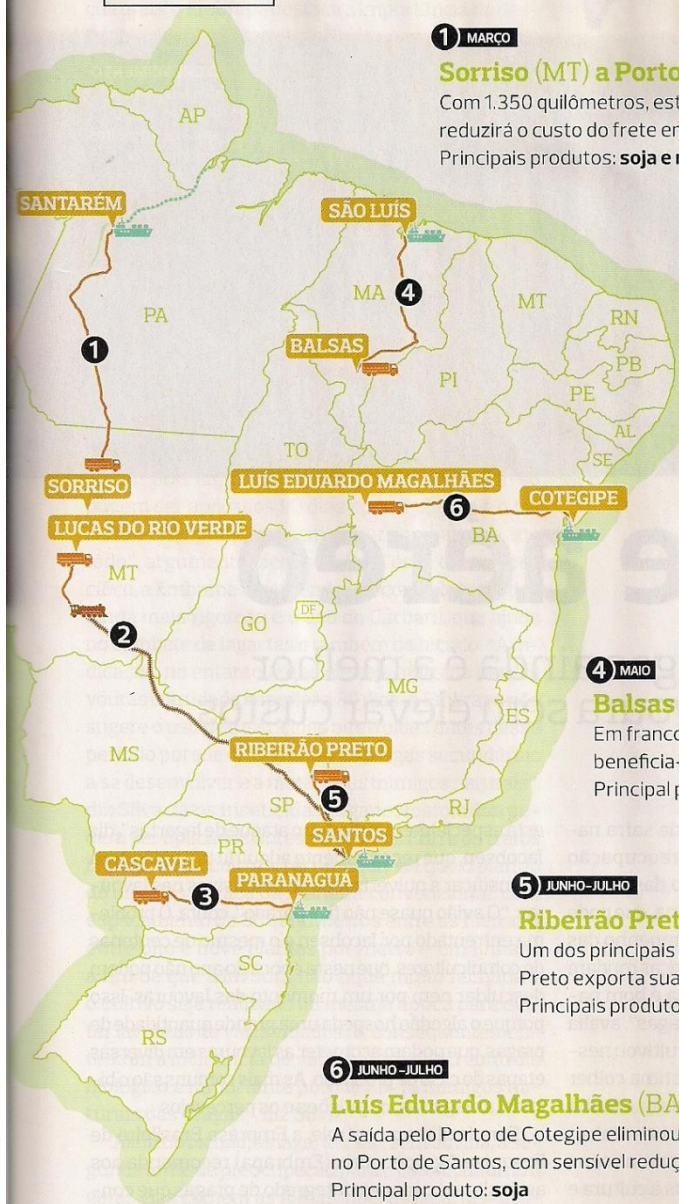 1 MARÇO
Sorriso (MT) a Porto
Com 1.350 quilômetros, est
reduzirá o custo do frete em
Principais produtos: soja e
AP
SANTARÉM
SÃO LUÍS
MA
4
MT
RN
PA
1
BALSAS
PB
PI
PE
AL
TO
SE
SORRISO
LUÍS EDUARDO MAGALHÃES
6
COTEGIPE
BA
LUCAS DO RIO VERDE
MT
2
GO
DF
MG
ES
4 MAIO
Balsas
Em franco
beneficia-
Principal p
MS
RIBEIRÃO PRETO
5
SP
RJ
SANTOS
PR
CASCAVEL
3
PARANAGUÁ
SC
RS
5 JUNHO-JULHO
Ribeirão Pret
Um dos principais
Preto exporta sua
Principais produto
6 JUNHO-JULHO
Luís Eduardo Magalhães (BA
A saída pelo Porto de Cotegipe eliminou
no Porto de Santos, com sensível reduç
Principal produto: soja